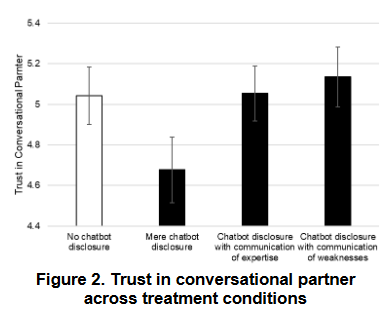 5.4
5.2
5
4.8
4.6
4.4
Trust in Conversational Parnter
No chatbot
disclosure
Mere chatbot
disclosure
Chatbot disclosure
with communication
of expertise
Chatbot disclosure
with communication
of weaknesses
Figure 2. Trust in conversational partner
across treatment conditions